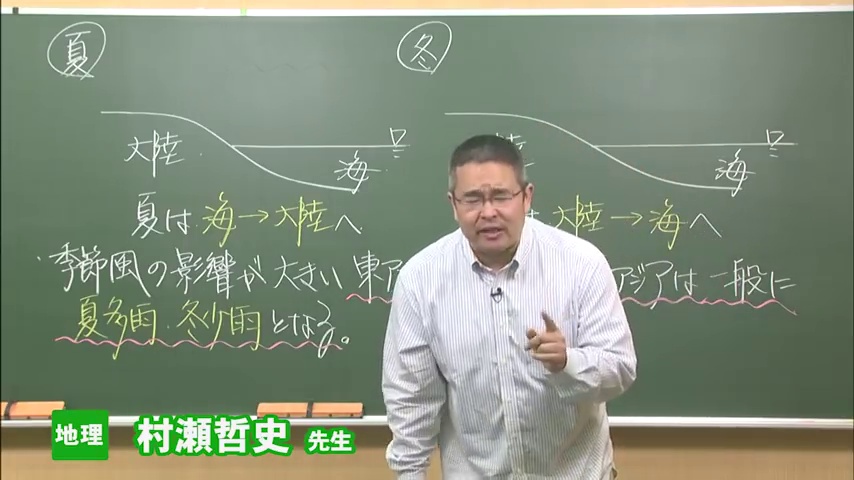 夏
冬
大陸
海
陸
海
夏は海→大陸へ
大陸→海へ
季節風の影響が大きい東ア
アジアは一般に
夏多雨・冬少雨となる。
地理 村瀬哲史 先生